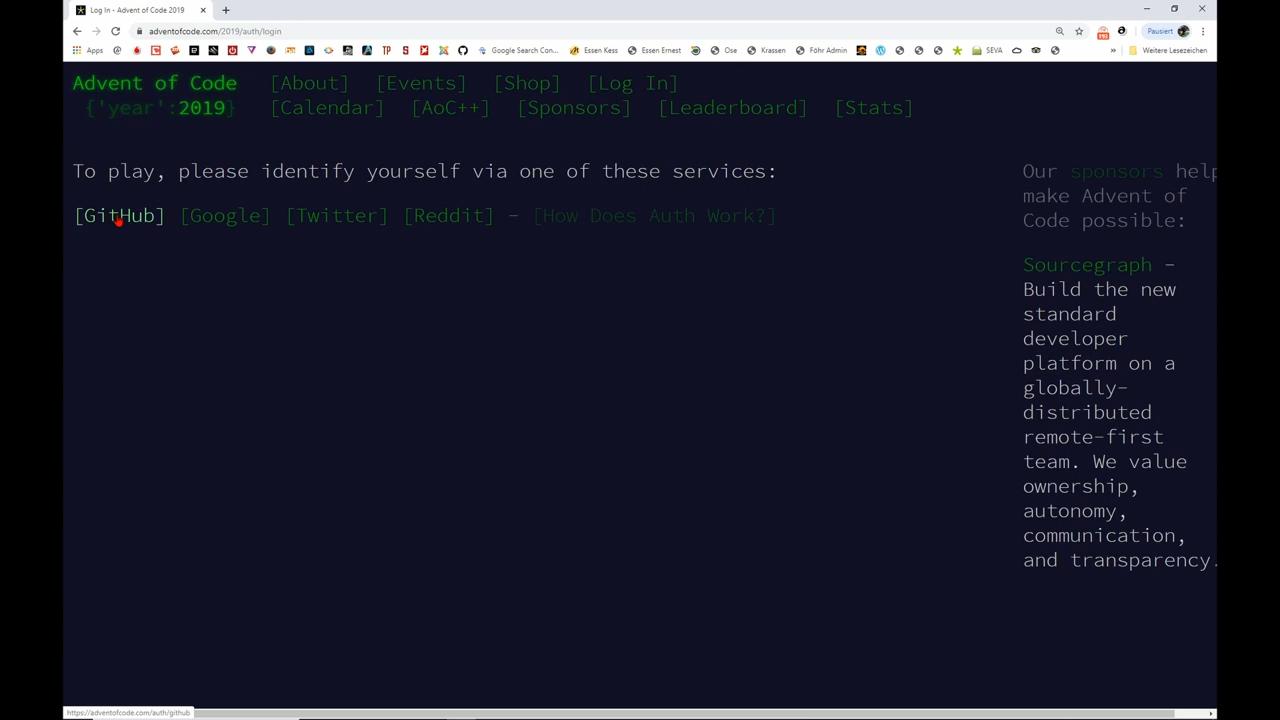 Log In - Advent of Code 2019
adventofcode.com/2019/auth/login
Pausiert
Apps
Google Search Con...
Essen Kess
Essen Ernest
Ose
Krassen
Föhr Admin
SEVA
»
Weitere Lesezeichen
Advent of Code [About] [Events] [Shop] [Log In]
{'year':2019} [Calendar] [AoC++] [Sponsors] [Leaderboard] [Stats]
To play, please identify yourself via one of these services:
[GitHub] [Google] [Twitter] [Reddit] - [How Does Auth Work?]
Our sponsors help
make Advent of
Code possible:
Sourcegraph -
Build the new
standard
developer
platform on a
globally-
distributed
remote-first
team. We value
ownership,
autonomy,
communication,
and transparency.
https://adventofcode.com/auth/github